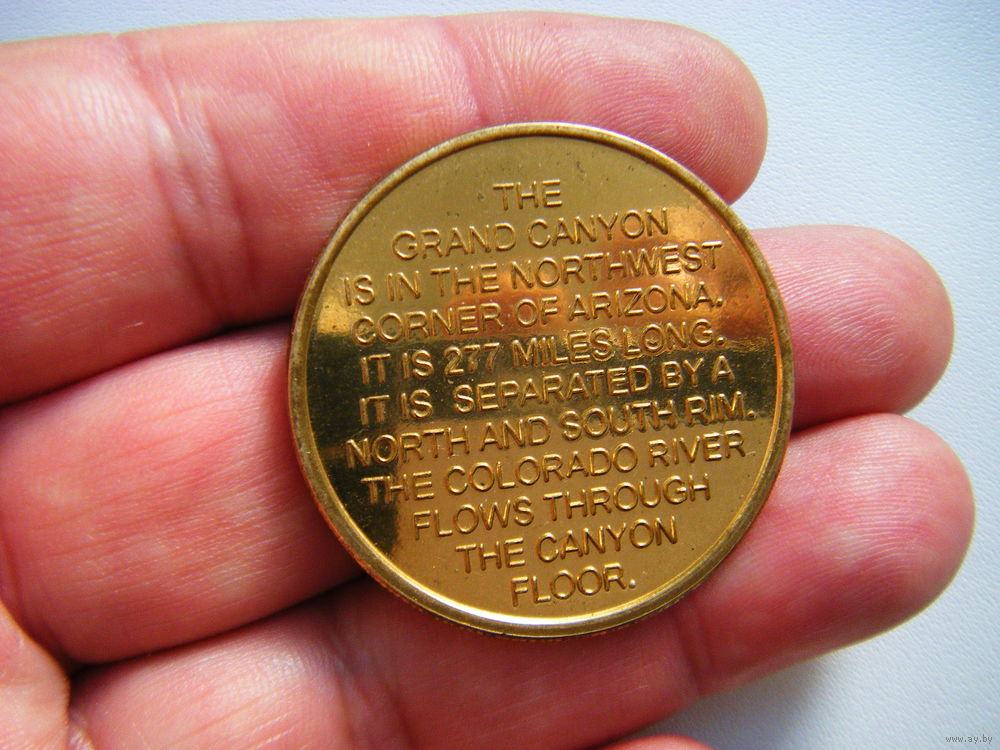 THE
GRAND CANYON
IS IN THE NORTHWEST
CORNER OF ARIZONA.
IT IS 277 MILES LONG.
IT IS SEPARATED BY A
NORTH AND SOUTH RIM.
THE COLORADO RIVER
FLOWS THROUGH
THE CANYON
FLOOR.
www.ay.by